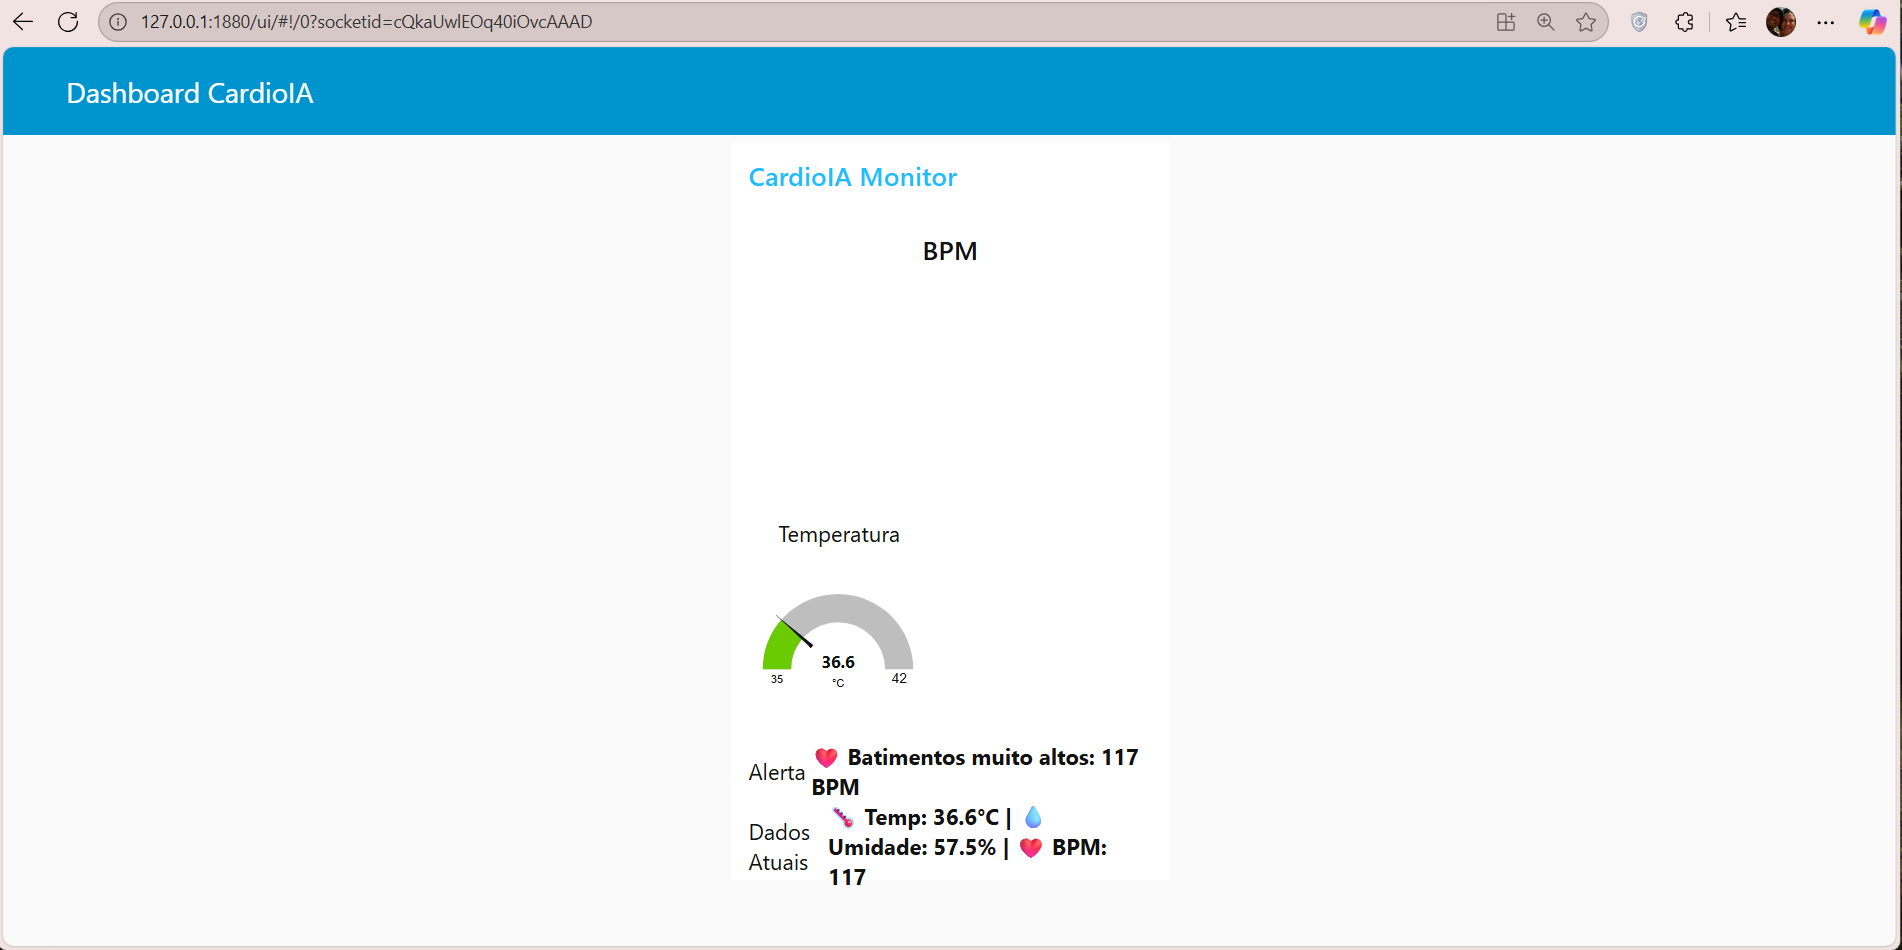 127.0.0.1:1880/ui/#!/0?socketid=cQkaUwlEOq40iOvcAAAD
Dashboard CardioIA
CardioIA Monitor
BPM
Temperatura
36.6
35
°C
42
Alerta
❤️ Batimentos muito altos: 117
BPM
Dados
Atuais
🌡️ Temp: 36.6°C | 💧
Umidade: 57.5% | ❤️ BPM:
117